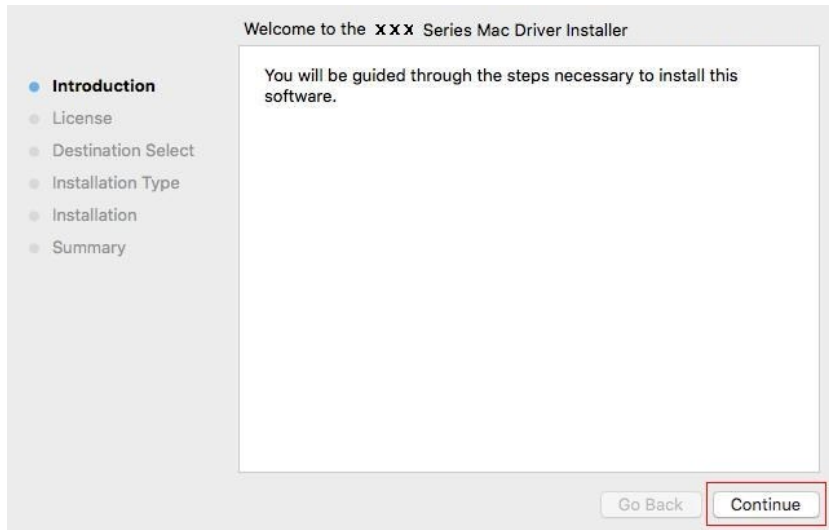 Welcome to the XXX Series Mac Driver Installer
Introduction
License
Destination Select
Installation Type
Installation
Summary
You will be guided through the steps necessary to install this
software.
Go Back
Continue